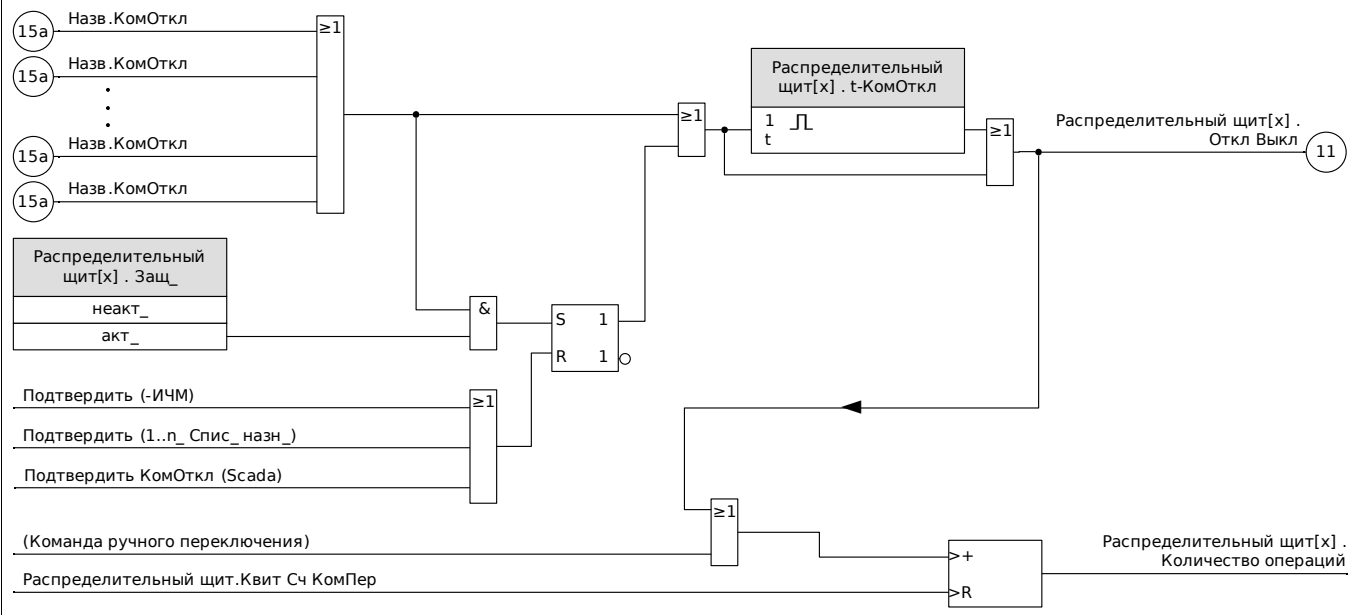 15a Назв.КомОткл
15a Назв.КомОткл
15a Назв.КомОткл
15a Назв.КомОткл
≥1
≥1
Распределительный
щит[x] . t-КомОткл
1
t
≥1
Распределительный щит[x] .
Откл Выкл
11
Распределительный
щит[x] . Защ_
неакт_
акт_
&
S 1
R 1
Подтвердить (-ИЧМ)
Подтвердить (1..n_ Спис_ назн_)
Подтвердить КомОткл (Scada)
≥1
(Команда ручного переключения)
Распределительный щит.Квит Сч КомПер
≥1
>+
>R
Распределительный щит[x] .
Количество операций